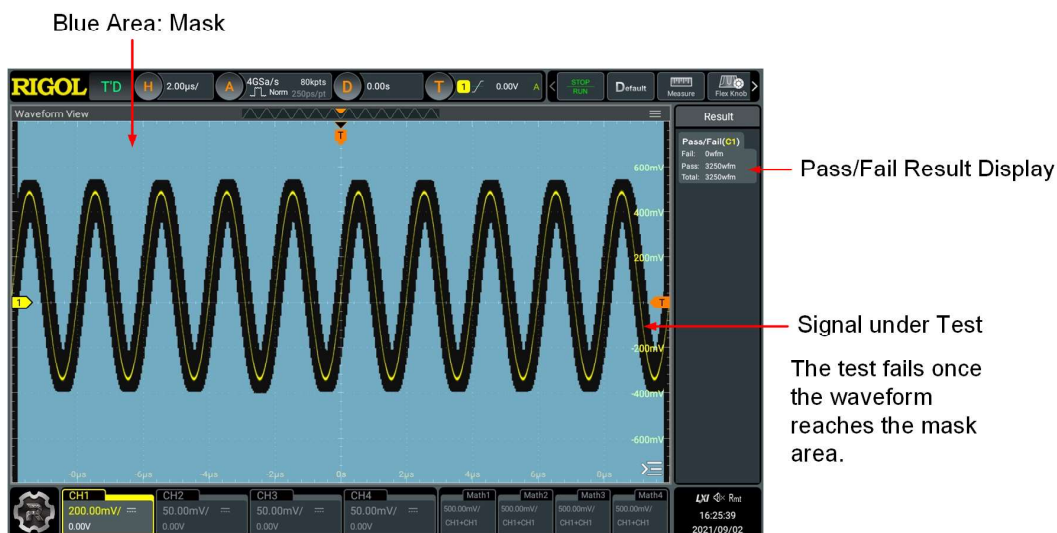 Blue Area: Mask
RIGOL T'D H 2.00µs/ A 4GSa/s 80kpts Norm 250ps/pt D 0.00s T 1 0.00V A STOP RUN Default Measure Flex Knob
Waveform View
Result
T
Pass/Fail(C1)
Fail: 0wfm
Pass: 3250wfm
Total: 3250wfm
Pass/Fail Result Display
600mV
400mV
200mV
1
T
Signal under Test
-200mV
The test fails once
the waveform
reaches the mask
area.
-400mV
-600mV
-6µs -4µs -2µs 0s 2µs 4µs 6µs
CH1 CH2 CH3 CH4 Math1 Math2 Math3 Math4
200.00mV/ 50.00mV/ 50.00mV/ 50.00mV/ 500.00mV/ 500.00mV/ 500.00mV/ 500.00mV/
0.00V 0.00V 0.00V 0.00V CH1+CH1 CH1+CH1 CH1+CH1 CH1+CH1
LXI Rmt
16:25:39
2021/09/02